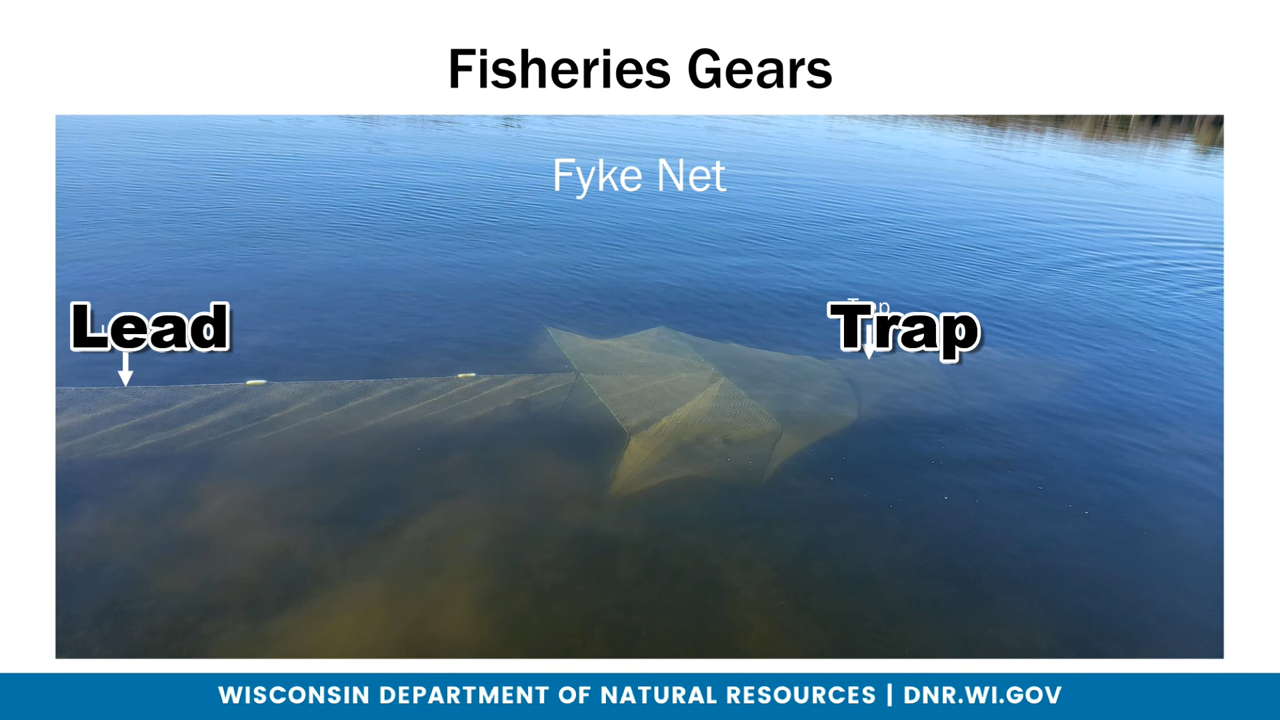 Fisheries Gears
Fyke Net
Lead
Trap
WISCONSIN DEPARTMENT OF NATURAL RESOURCES | DNR.WI.GOV